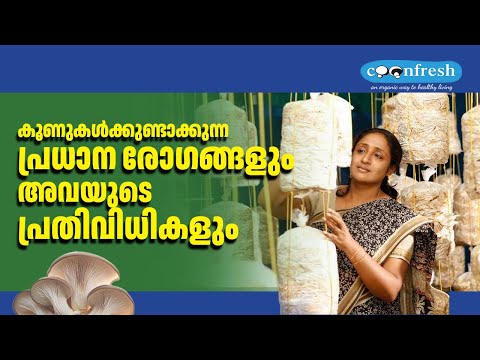 coonfresh
an organic way to healthy living
കൂണുകൾക്കുണ്ടാക്കുന്ന
പ്രധാന രോഗങ്ങളും
അവയുടെ
പ്രതിവിധികളും